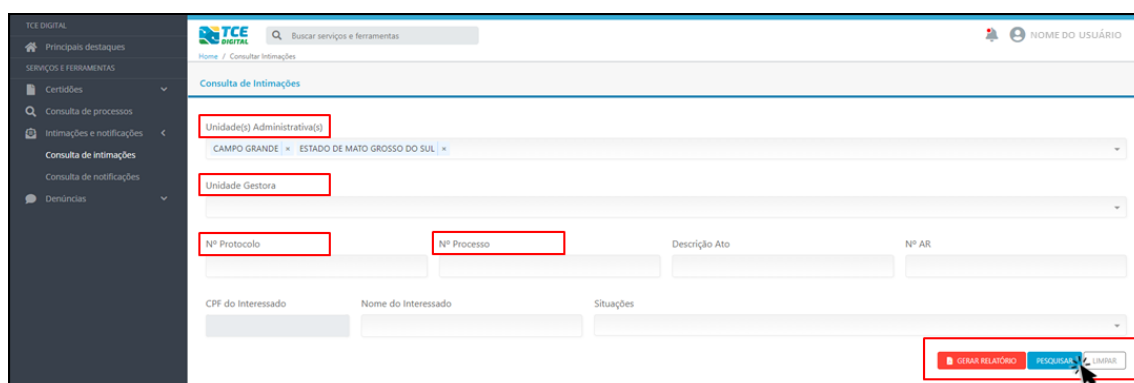 TCE DIGITAL
Principais destaques
SERVIÇOS E FERRAMENTAS
Certidões
Consulta de processos
Intimações e notificações
Consulta de intimações
Consulta de notificações
Denúncias
TCE DIGITAL
Buscar serviços e ferramentas
NOME DO USUÁRIO
Home / Consultar Intimações
Consulta de Intimações
Unidade(s) Administrativa(s)
CAMPO GRANDE × ESTADO DE MATO GROSSO DO SUL ×
Unidade Gestora
Nº Protocolo Nº Processo Descrição Ato Nº AR
CPF do Interessado Nome do Interessado Situações
GERAR RELATÓRIO PESQUISAR LIMPAR